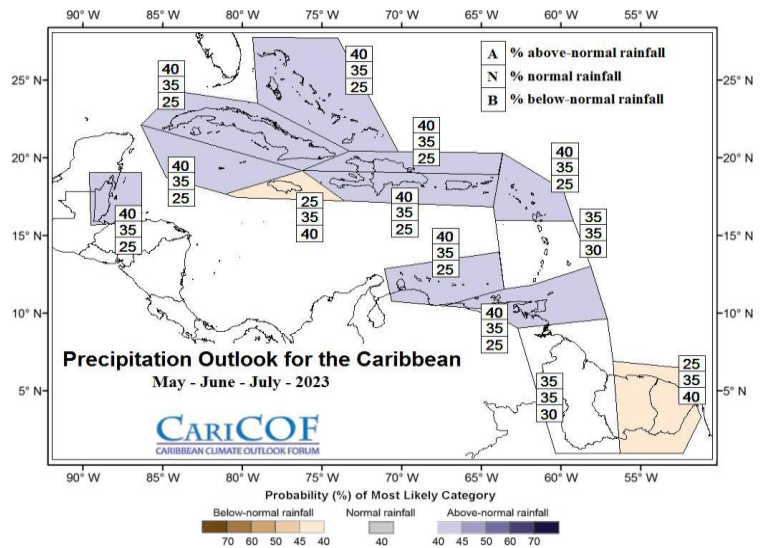 90° W 85° W 80° W 75° W 70° W 65° W 60° W 55° W
A % above-normal rainfall
N % normal rainfall
B % below-normal rainfall
25° N
20° N
15° N
10° N
5° N
25° N
20° N
15° N
10° N
5° N
40
35
25
40
35
25
40
35
25
40
35
25
40
35
25
40
35
25
25
35
40
40
35
25
35
35
30
40
35
25
40
35
25
35
35
30
25
35
40
Precipitation Outlook for the Caribbean
May - June - July - 2023
CARICOF
CARIBBEAN CLIMATE OUTLOOK FORUM
90° W 85° W 80° W 75° W 70° W 65° W 60° W 55° W
Probability (%) of Most Likely Category
Below-normal rainfall Normal rainfall Above-normal rainfall
70 60 50 45 40 40 40 45 50 60 70